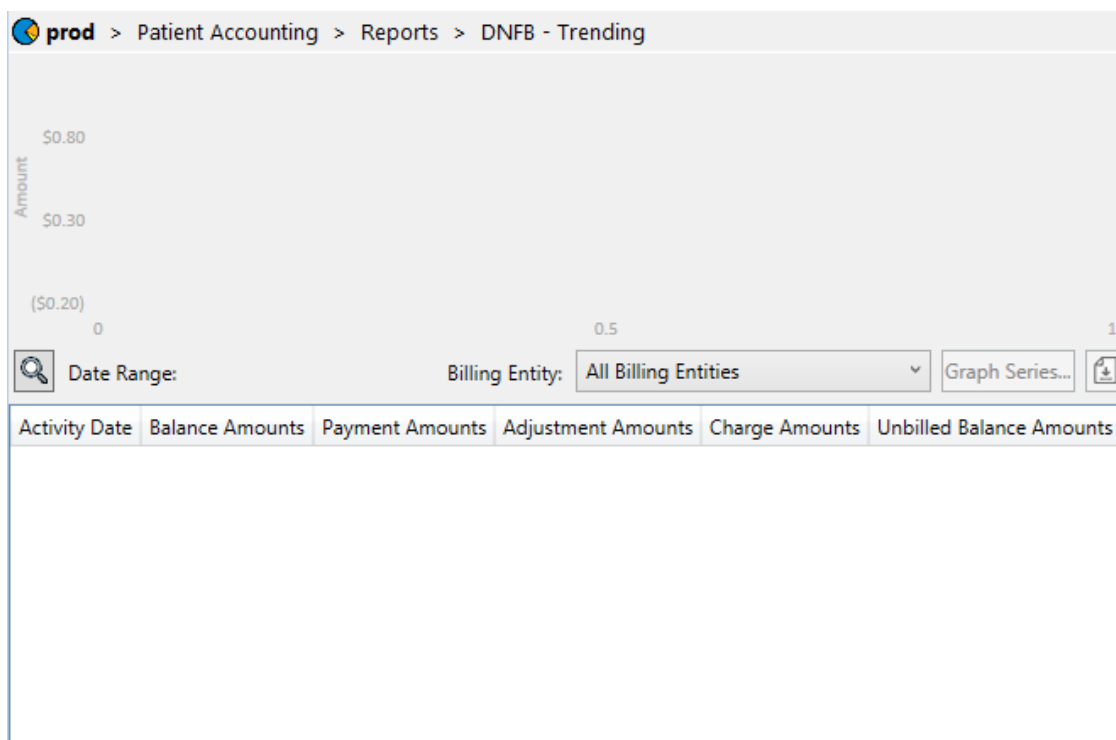 prod > Patient Accounting > Reports > DNFB - Trending
$0.80
Amount
$0.30
($0.20)
0 0.5 1
Date Range: Billing Entity: All Billing Entities Graph Series...
Activity Date Balance Amounts Payment Amounts Adjustment Amounts Charge Amounts Unbilled Balance Amounts